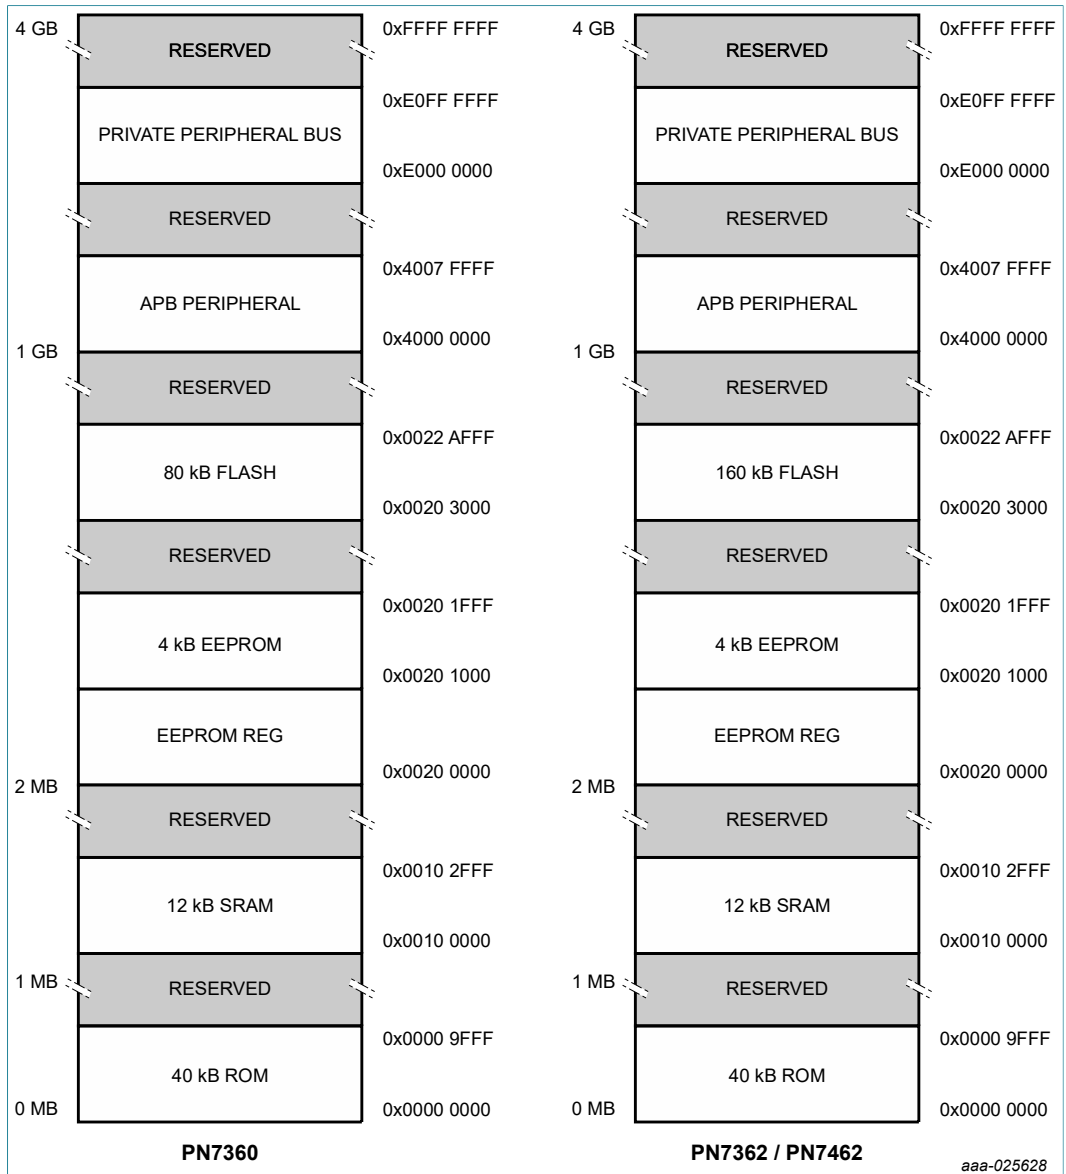 4 GB
RESERVED
0xFFFF FFFF
0xE0FF FFFF
PRIVATE PERIPHERAL BUS
0xE000 0000
RESERVED
0x4007 FFFF
APB PERIPHERAL
0x4000 0000
1 GB
RESERVED
0x0022 AFFF
80 kB FLASH
0x0020 3000
RESERVED
0x0020 1FFF
4 kB EEPROM
0x0020 1000
EEPROM REG
0x0020 0000
2 MB
RESERVED
0x0010 2FFF
12 kB SRAM
0x0010 0000
1 MB
RESERVED
0x0000 9FFF
40 kB ROM
0 MB
0x0000 0000
PN7360
4 GB
RESERVED
0xFFFF FFFF
0xE0FF FFFF
PRIVATE PERIPHERAL BUS
0xE000 0000
RESERVED
0x4007 FFFF
APB PERIPHERAL
0x4000 0000
1 GB
RESERVED
0x0022 AFFF
160 kB FLASH
0x0020 3000
RESERVED
0x0020 1FFF
4 kB EEPROM
0x0020 1000
EEPROM REG
0x0020 0000
2 MB
RESERVED
0x0010 2FFF
12 kB SRAM
0x0010 0000
1 MB
RESERVED
0x0000 9FFF
40 kB ROM
0 MB
0x0000 0000
PN7362 / PN7462
aaa-025628